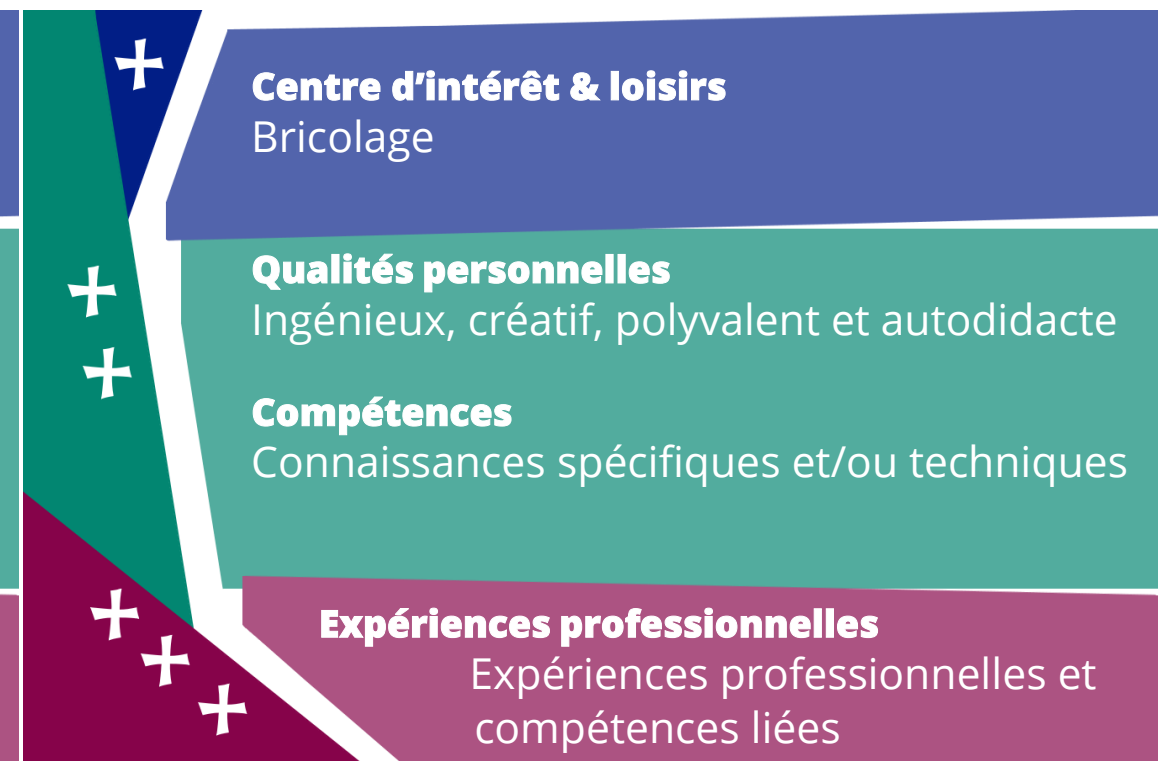 Centre d’intérêt & loisirs
Bricolage
Qualités personnelles
Ingénieux, créatif, polyvalent et autodidacte
Compétences
Connaissances spécifiques et/ou techniques
Expériences professionnelles
Expériences professionnelles et
compétences liées